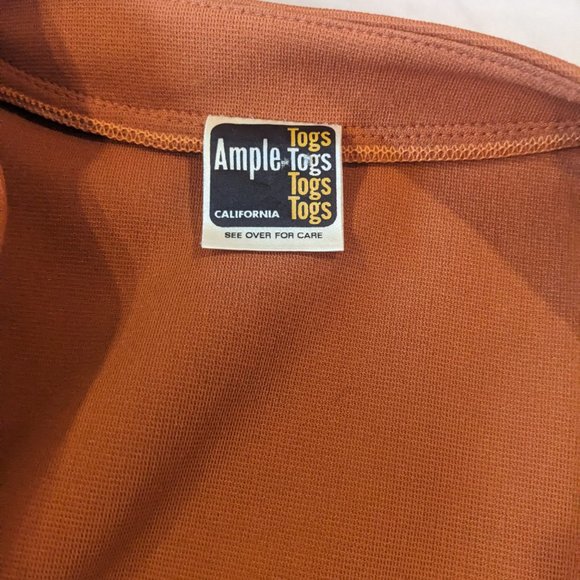 Togs
Ample-Togs
Togs
CALIFORNIA Togs
SEE OVER FOR CARE